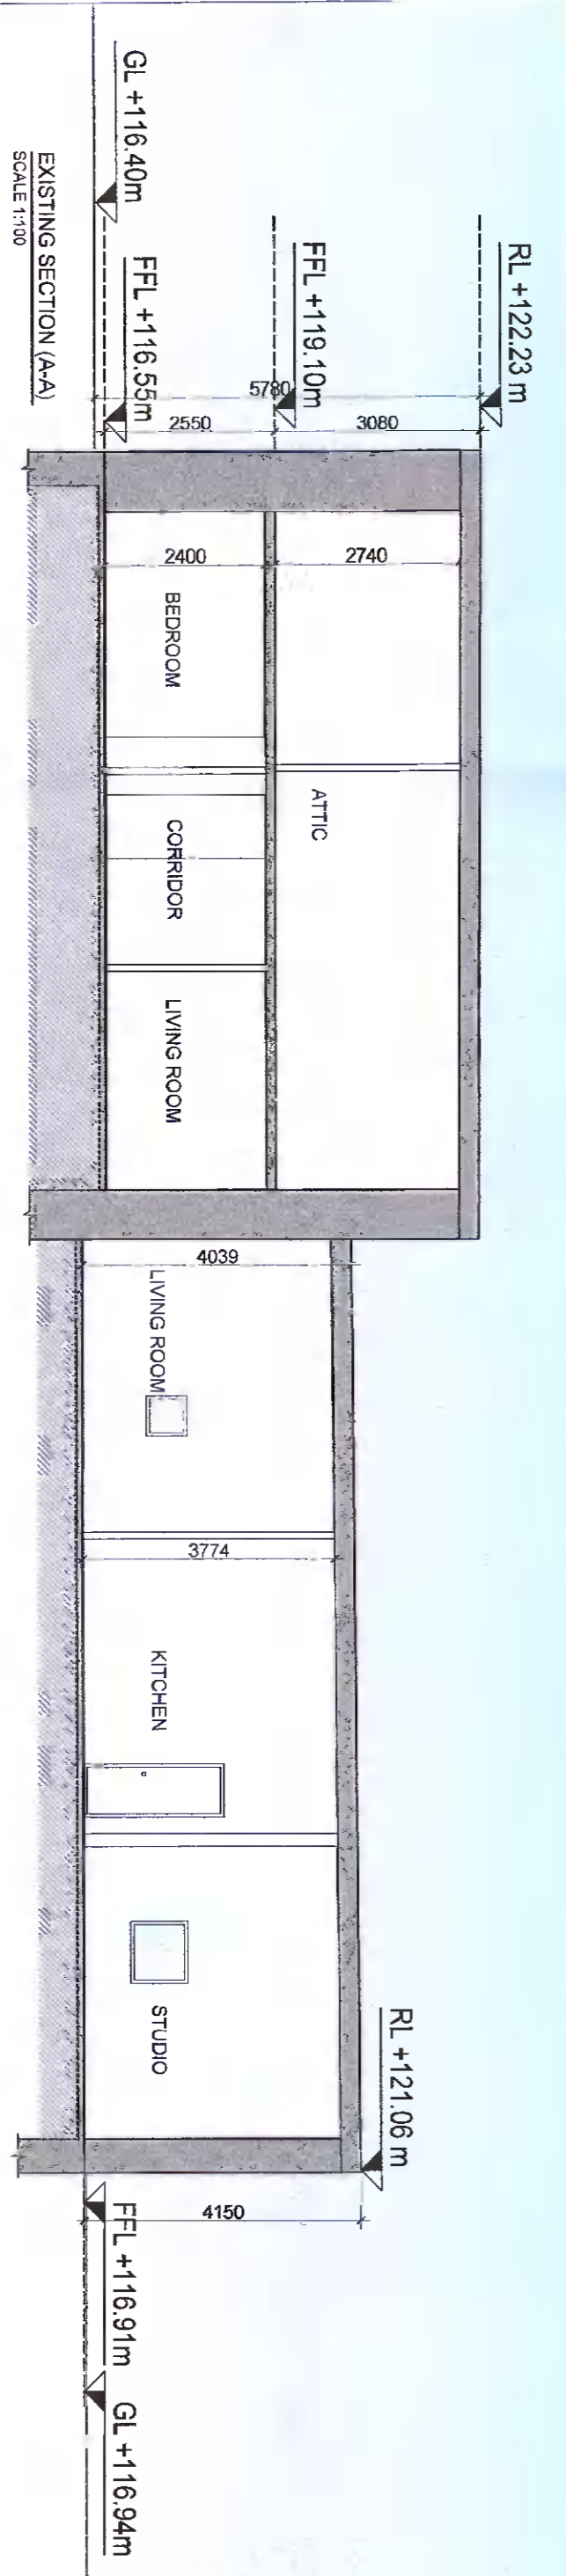 RL +122.23 m
FFL +119.10m
FFL +116.55m
GL +116.40m
5780
3080
2550
2740
2400
ATTIC
BEDROOM
CORRIDOR
LIVING ROOM
4039
LIVING ROOM
3774
KITCHEN
STUDIO
RL +121.06 m
4150
FFL +116.91m
GL +116.94m
EXISTING SECTION (A-A)
SCALE 1:100